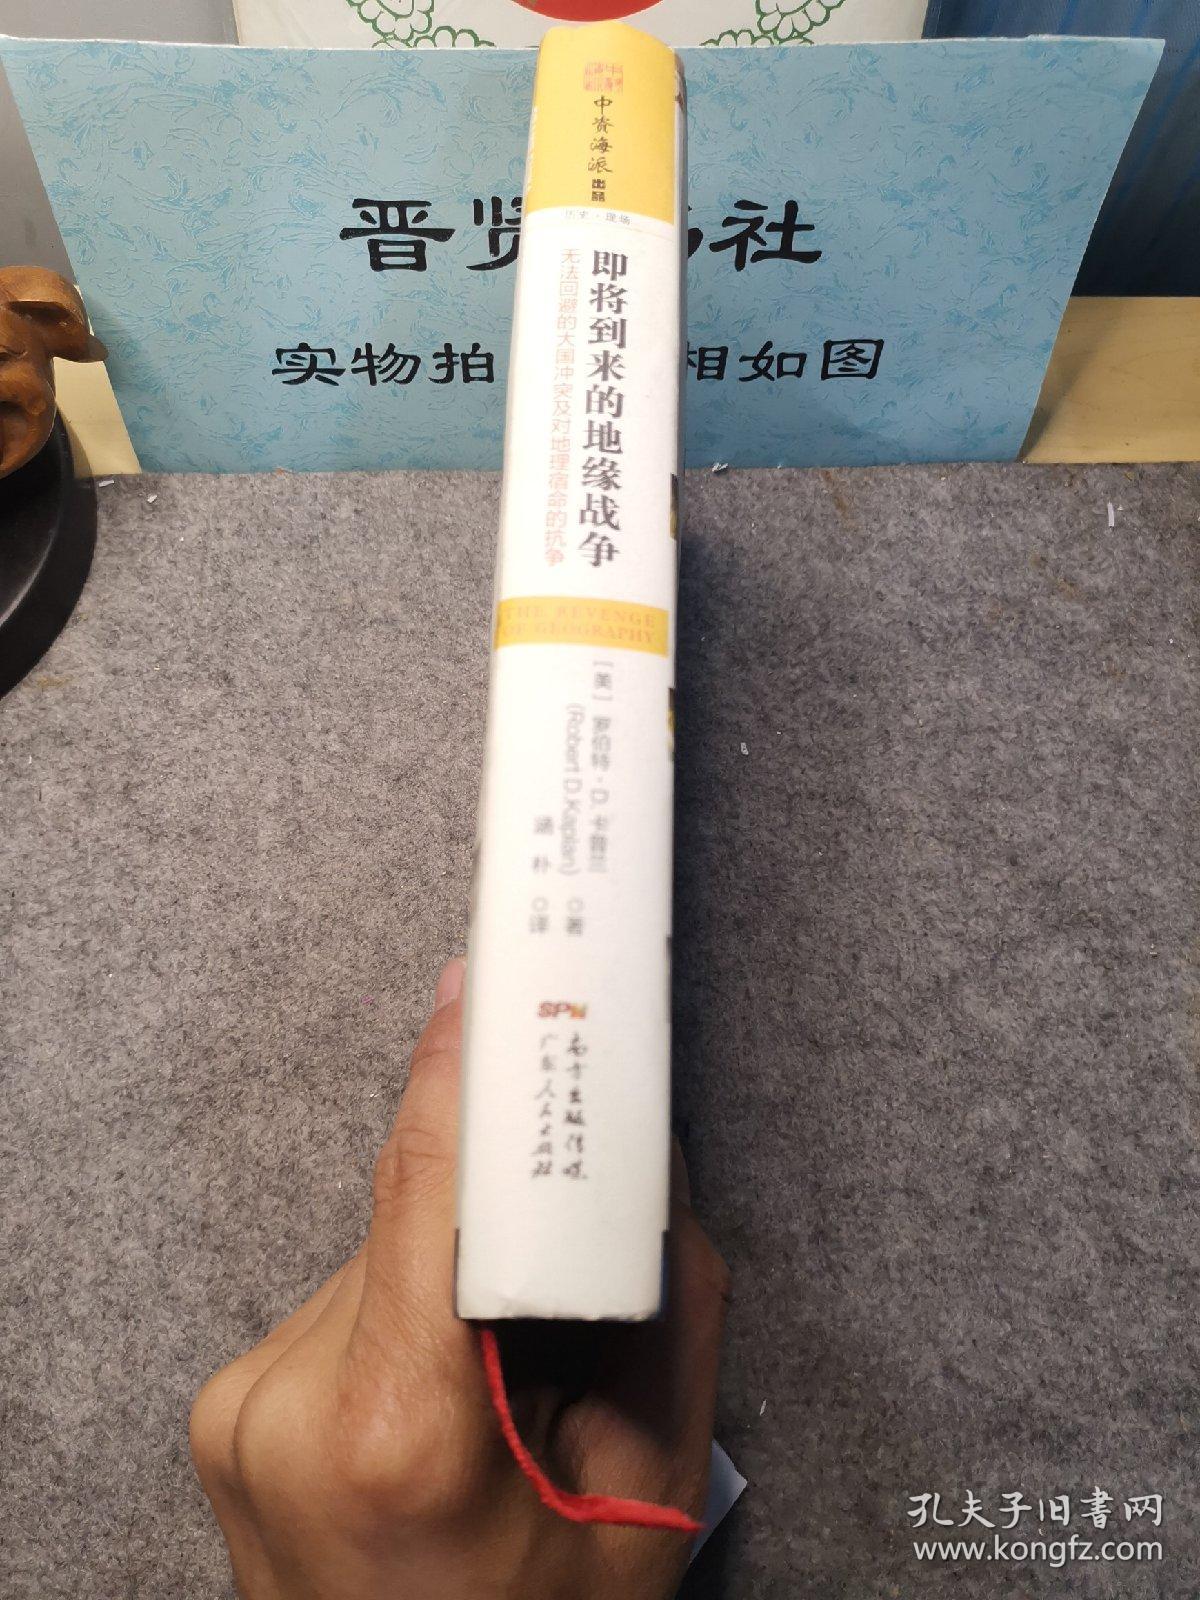 中资海派
出品
历史·现场
即将到来的地缘战争
无法回避的大国冲突及对地理宿命的抗争
THE REVENGE
OF GEOGRAPHY
[美] 罗伯特·D.卡普兰
(Robert D.Kaplan) ◎著
涵朴 ◎译
南方出版传媒
广东人民出版社
晋贤 社
实物拍 相如图
孔夫子旧书网
www.kongfz.com